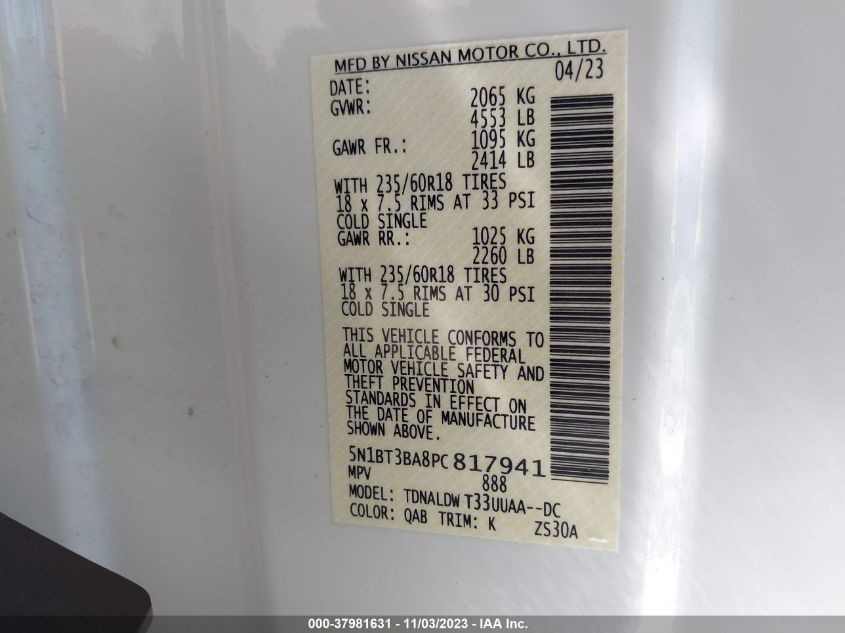 MFD BY NISSAN MOTOR CO., LTD.
DATE: 04/23
GVWR: 2065 KG
4553 LB
GAWR FR.: 1095 KG
2414 LB
WITH 235/60R18 TIRES
18 x 7.5 RIMS AT 33 PSI
COLD SINGLE
GAWR RR.: 1025 KG
2260 LB
WITH 235/60R18 TIRES
18 x 7.5 RIMS AT 30 PSI
COLD SINGLE
THIS VEHICLE CONFORMS TO
ALL APPLICABLE FEDERAL
MOTOR VEHICLE SAFETY AND
THEFT PREVENTION
STANDARDS IN EFFECT ON
THE DATE OF MANUFACTURE
SHOWN ABOVE.
5N1BT3BA8PC817941
MPV 888
MODEL: TDNALDW T33UUAA--DC
COLOR: QAB TRIM: K ZS30A
000-37981631 - 11/03/2023 - IAA Inc.